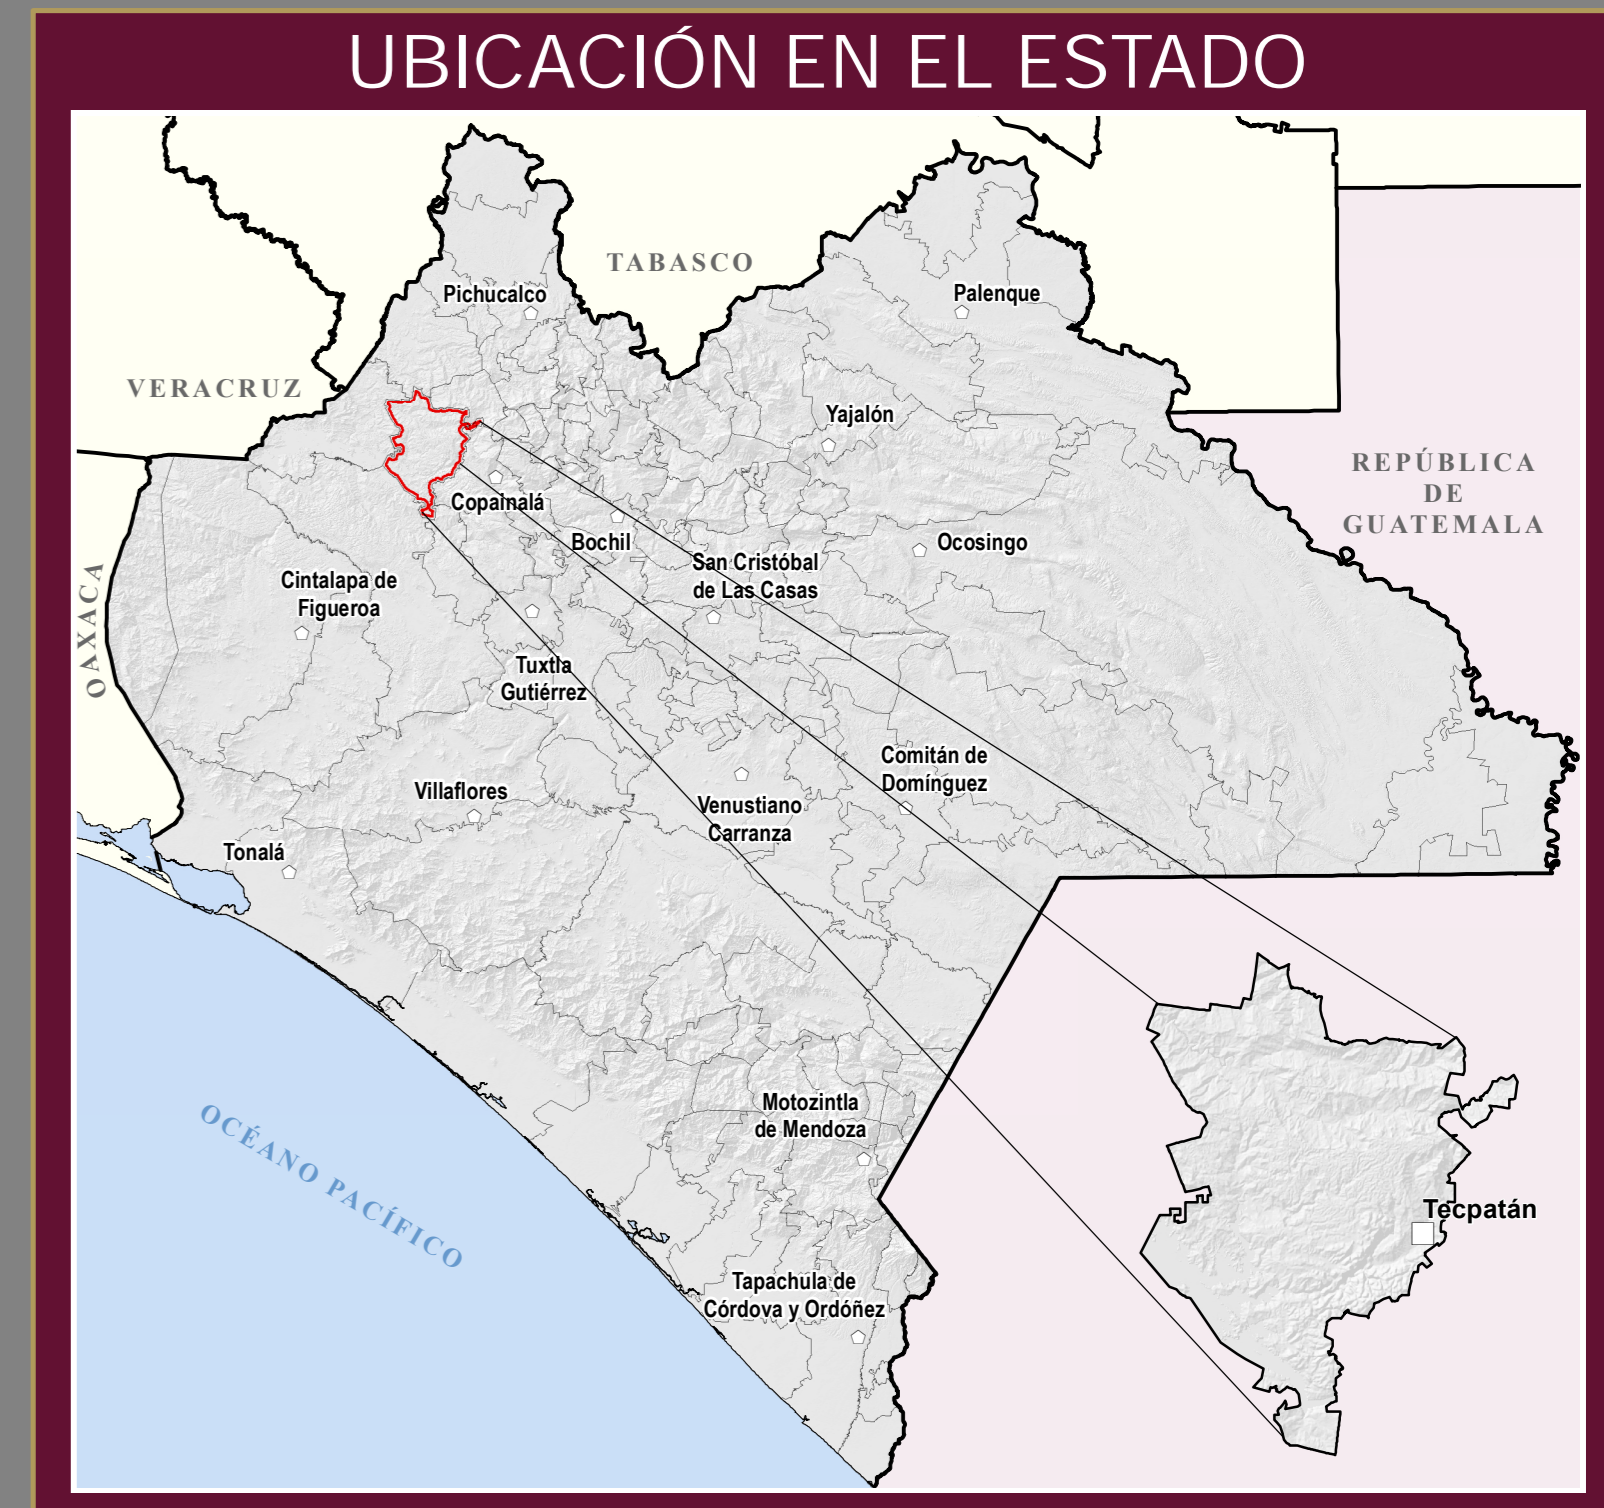 UBICACIÓN EN EL ESTADO
TABASCO
Pichucalco
Palenque
VERACRUZ
Yajalón
REPÚBLICA
DE
GUATEMALA
Copainalá
Bochil
Ocosingo
San Cristóbal
de Las Casas
Cintalapa de
Figueroa
OAXACA
Tuxtla
Gutiérrez
Comitán de
Domínguez
Villaflores
Venustiano
Carranza
Tonalá
Motozintla
de Mendoza
OCÉANO PACÍFICO
Tecpatán
Tapachula de
Córdova y Ordóñez